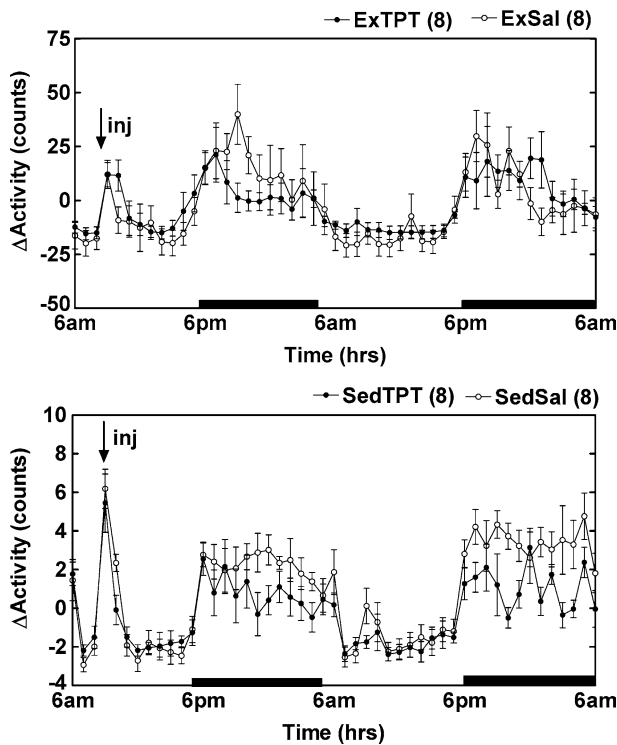 ExTPT (8) ExSal (8)
75
50
25
0
-25
-50
ΔActivity (counts)
inj
6am 6pm 6am 6pm 6am
Time (hrs)
SedTPT (8) SedSal (8)
10
8
6
4
2
0
-2
-4
ΔActivity (counts)
inj
6am 6pm 6am 6pm 6am
Time (hrs)